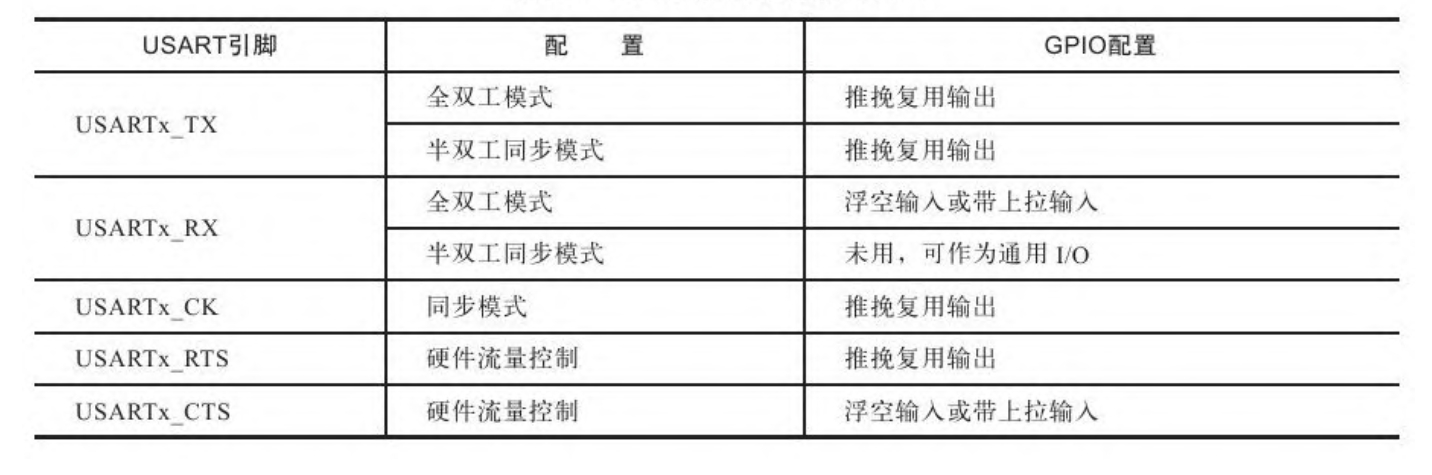 USART引脚 配 置 GPIO配置
USARTx_TX 全双工模式 推挽复用输出
半双工同步模式 推挽复用输出
USARTx_RX 全双工模式 浮空输入或带上拉输入
半双工同步模式 未用，可作为通用 I/O
USARTx_CK 同步模式 推挽复用输出
USARTx_RTS 硬件流量控制 推挽复用输出
USARTx_CTS 硬件流量控制 浮空输入或带上拉输入